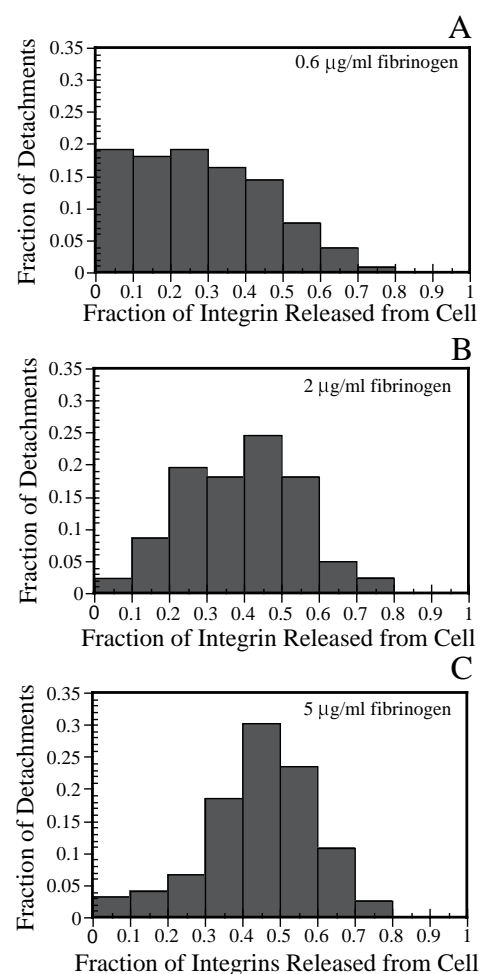 A
0.6 μg/ml fibrinogen
Fraction of Detachments
0.35
0.3
0.25
0.2
0.15
0.1
0.05
0
0 0.1 0.2 0.3 0.4 0.5 0.6 0.7 0.8 0.9 1
Fraction of Integrin Released from Cell
B
2 μg/ml fibrinogen
Fraction of Detachments
0.35
0.3
0.25
0.2
0.15
0.1
0.05
0
0 0.1 0.2 0.3 0.4 0.5 0.6 0.7 0.8 0.9 1
Fraction of Integrin Released from Cell
C
5 μg/ml fibrinogen
Fraction of Detachments
0.35
0.3
0.25
0.2
0.15
0.1
0.05
0
0 0.1 0.2 0.3 0.4 0.5 0.6 0.7 0.8 0.9 1
Fraction of Integrins Released from Cell